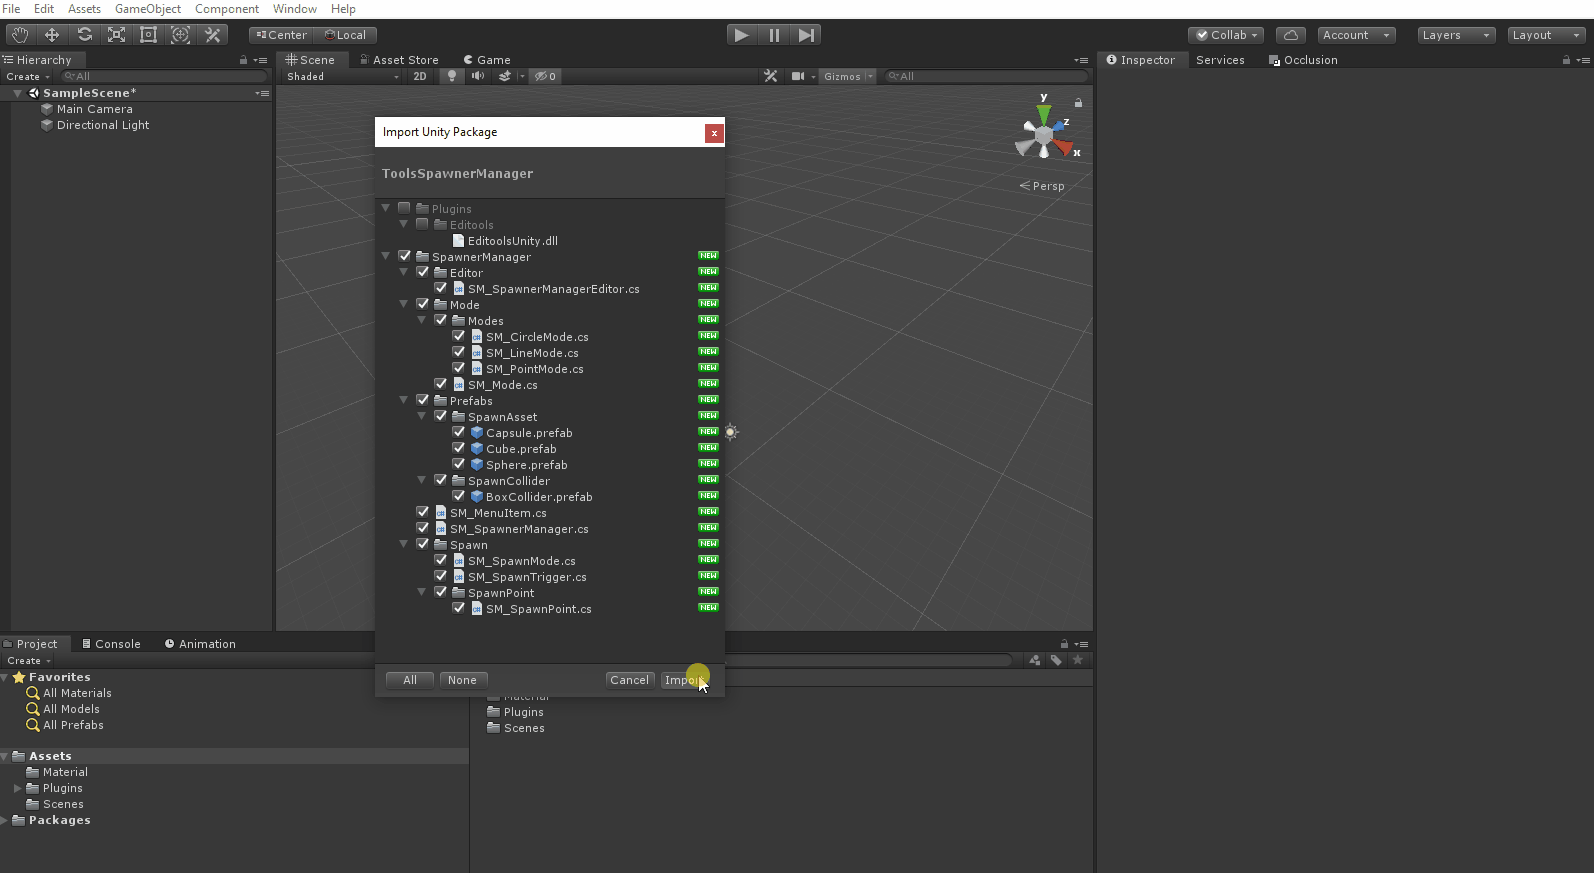 File Edit Assets GameObject Component Window Help
Center Local Collab Account Layers Layout
Hierarchy
Create All
SampleScene*
Main Camera
Directional Light
Scene Asset Store Game
Shaded 2D 0 Gizmos All
y
z
x
Persp
Inspector Services Occlusion
Import Unity Package x
ToolsSpawnerManager
Plugins
Editools
EditoolsUnity.dll
SpawnerManager NEW
Editor NEW
SM_SpawnerManagerEditor.cs NEW
Mode NEW
Modes NEW
SM_CircleMode.cs NEW
SM_LineMode.cs NEW
SM_PointMode.cs NEW
SM_Mode.cs NEW
Prefabs NEW
SpawnAsset NEW
Capsule.prefab NEW
Cube.prefab NEW
Sphere.prefab NEW
SpawnCollider NEW
BoxCollider.prefab NEW
SM_MenuItem.cs NEW
SM_SpawnerManager.cs NEW
Spawn NEW
SM_SpawnMode.cs NEW
SM_SpawnTrigger.cs NEW
SpawnPoint NEW
SM_SpawnPoint.cs NEW
All None Cancel Import
Project Console Animation
Create
Favorites
All Materials
All Models
All Prefabs
Assets
Material
Plugins
Scenes
Packages
Material
Plugins
Scenes